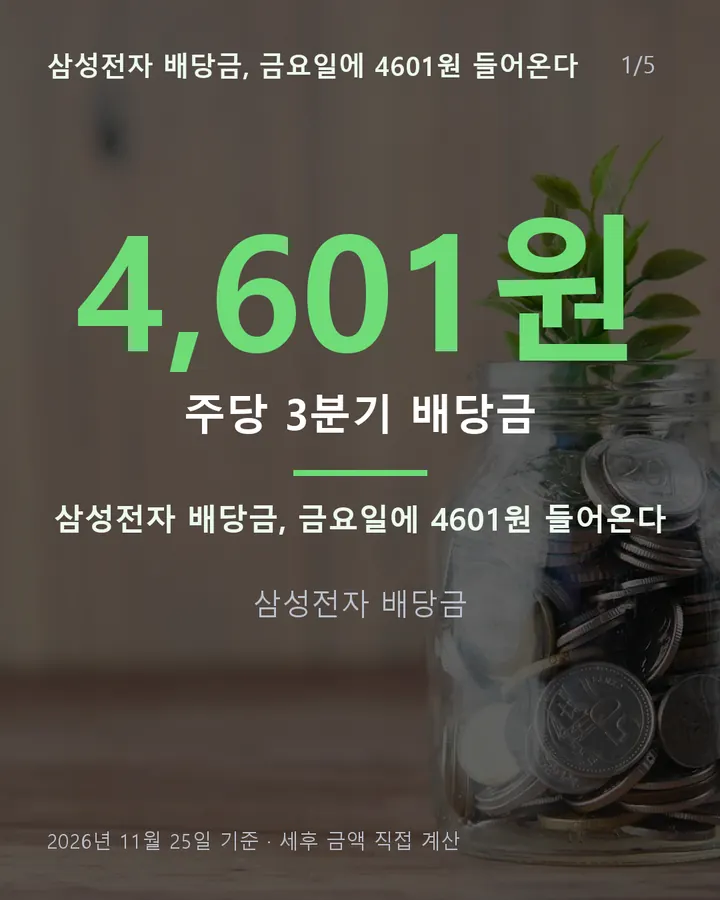 삼성전자 배당금, 금요일에 4601원 들어온다
1/5
4,601원
주당 3분기 배당금
삼성전자 배당금, 금요일에 4601원 들어온다
삼성전자 배당금
2026년 11월 25일 기준 · 세후 금액 직접 계산